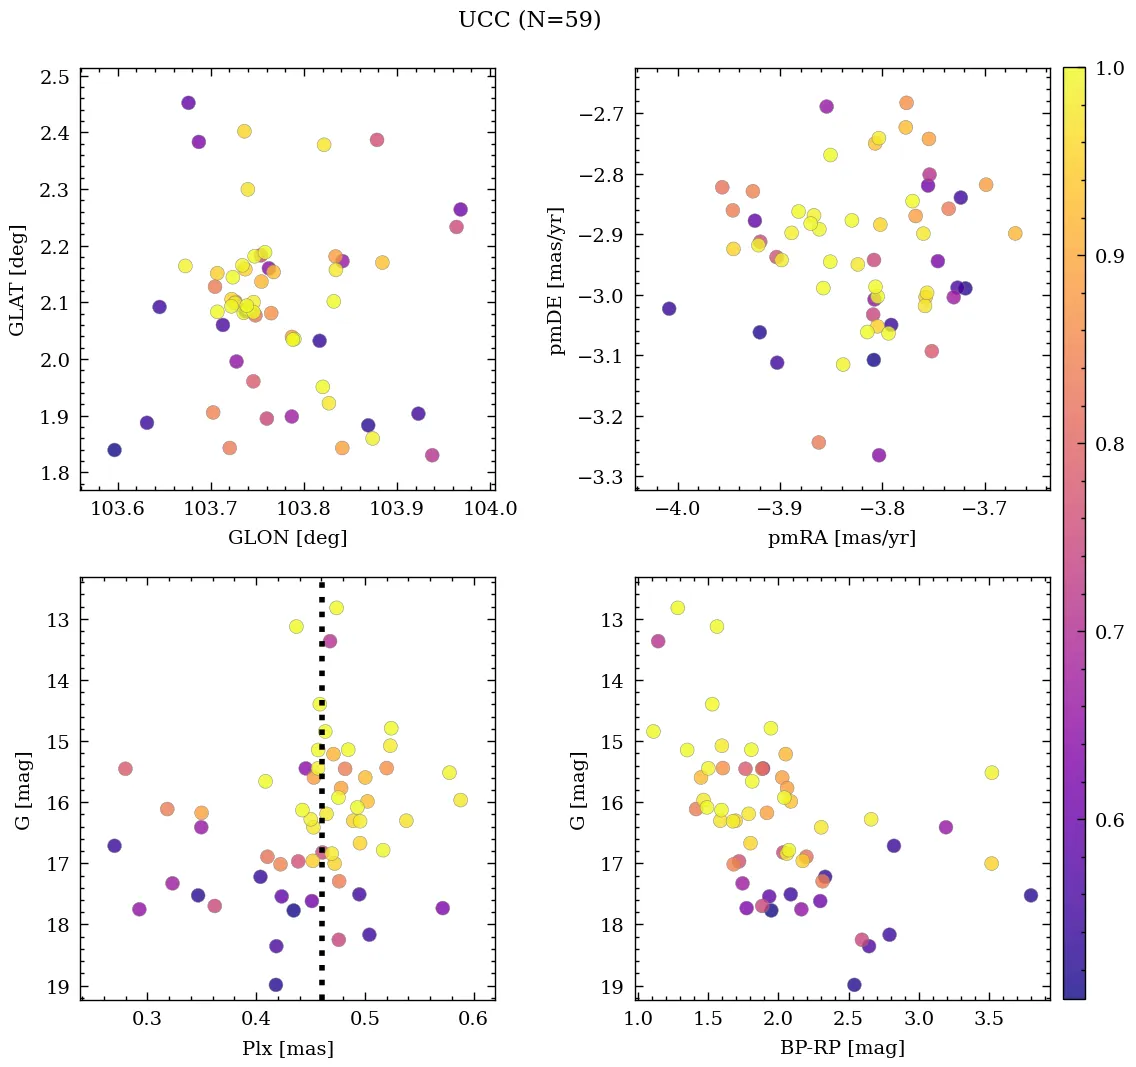 UCC (N=59)
2.5
2.4
2.3
2.2
2.1
2.0
1.9
1.8
GLAT [deg]
103.6 103.7 103.8 103.9 104.0
GLON [deg]
−2.7
−2.8
−2.9
−3.0
−3.1
−3.2
−3.3
pmDE [mas/yr]
−4.0 −3.9 −3.8 −3.7
pmRA [mas/yr]
1.0
0.9
0.8
0.7
0.6
13
14
15
16
17
18
19
G [mag]
0.3 0.4 0.5 0.6
Plx [mas]
13
14
15
16
17
18
19
G [mag]
1.0 1.5 2.0 2.5 3.0 3.5
BP-RP [mag]